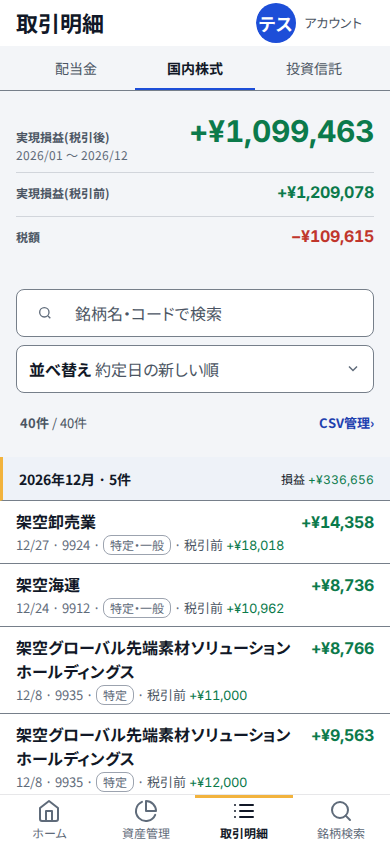 取引明細
テス アカウント
配当金 国内株式 投資信託
実現損益(税引後) +¥1,099,463
2026/01 〜 2026/12
実現損益(税引前) +¥1,209,078
税額 −¥109,615
銘柄名・コードで検索
並べ替え 約定日の新しい順
40件 / 40件 CSV管理›
2026年12月・5件 損益 +¥336,656
架空卸売業 +¥14,358
12/27・9924・特定・一般・税引前 +¥18,018
架空海運 +¥8,736
12/24・9912・特定・一般・税引前 +¥10,962
架空グローバル先端素材ソリューション +¥8,766
ホールディングス
12/8・9935・特定・税引前 +¥11,000
架空グローバル先端素材ソリューション +¥9,563
ホールディングス
12/8・9935・特定・税引前 +¥12,000
ホーム 資産管理 取引明細 銘柄検索